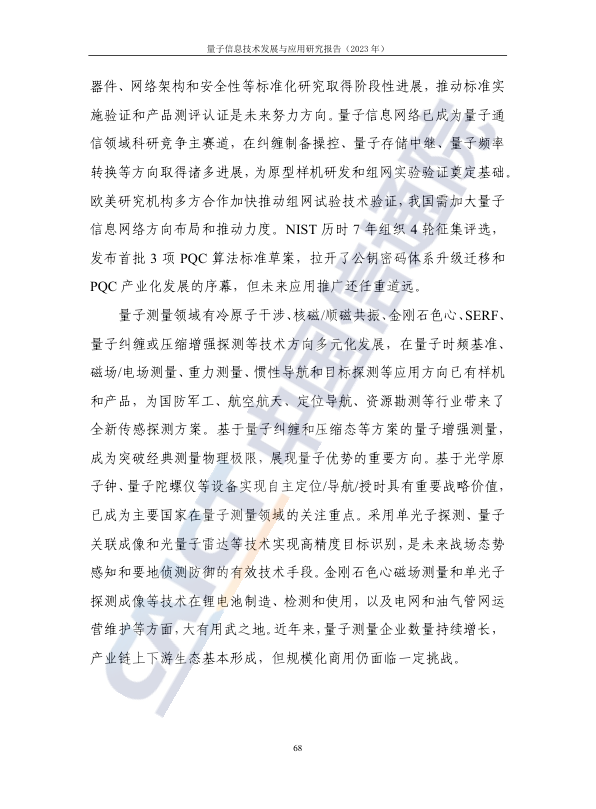 量子信息技术发展与应用研究报告（2023 年）
器件、网络架构和安全性等标准化研究取得阶段性进展，推动标准实
施验证和产品测评认证是未来努力方向。量子信息网络已成为量子通
信领域科研竞争主赛道，在纠缠制备操控、量子存储中继、量子频率
转换等方向取得诸多进展，为原型样机研发和组网实验验证奠定基础。
欧美研究机构多方合作加快推动组网试验技术验证，我国需加大量子
信息网络方向布局和推动力度。NIST 历时 7 年组织 4 轮征集评选，
发布首批 3 项 PQC 算法标准草案，拉开了公钥密码体系升级迁移和
PQC 产业化发展的序幕，但未来应用推广还任重道远。
量子测量领域有冷原子干涉、核磁/顺磁共振、金刚石色心、SERF、
量子纠缠或压缩增强探测等技术方向多元化发展，在量子时频基准、
磁场/电场测量、重力测量、惯性导航和目标探测等应用方向已有样机
和产品，为国防军工、航空航天、定位导航、资源勘测等行业带来了
全新传感探测方案。基于量子纠缠和压缩态等方案的量子增强测量，
成为突破经典测量物理极限，展现量子优势的重要方向。基于光学原
子钟、量子陀螺仪等设备实现自主定位/导航/授时具有重要战略价值，
已成为主要国家在量子测量领域的关注重点。采用单光子探测、量子
关联成像和光量子雷达等技术实现高精度目标识别，是未来战场态势
感知和要地侦测防御的有效技术手段。金刚石色心磁场测量和单光子
探测成像等技术在锂电池制造、检测和使用，以及电网和油气管网运
营维护等方面，大有用武之地。近年来，量子测量企业数量持续增长，
产业链上下游生态基本形成，但规模化商用仍面临一定挑战。
CAICT 中国信通院
68